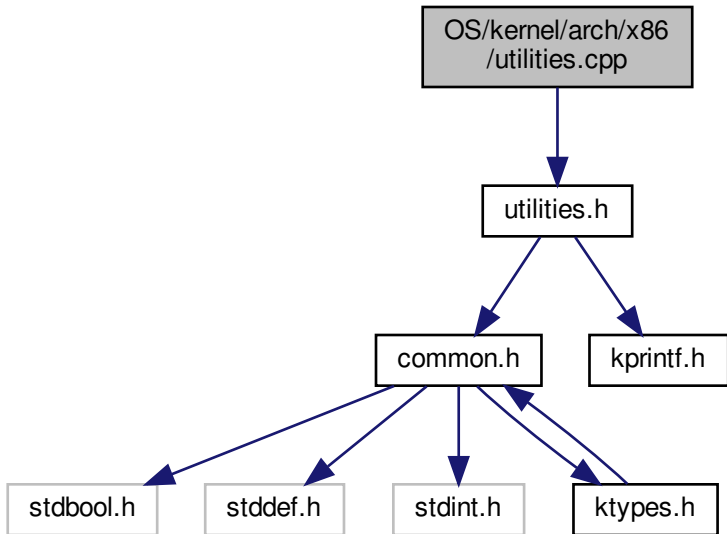 OS/kernel/arch/x86
/utilities.cpp
utilities.h
common.h
kprintf.h
stdbool.h
stddef.h
stdint.h
ktypes.h